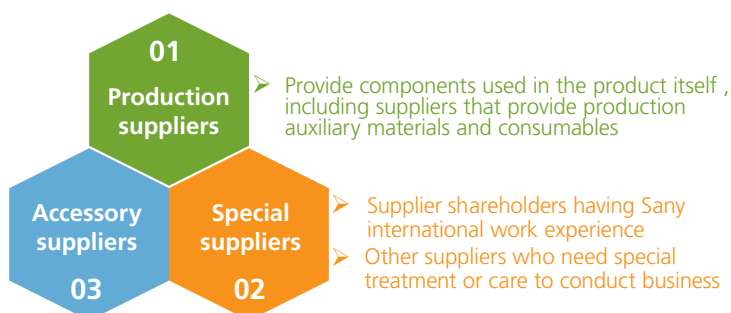 01
Production
suppliers
➢ Provide components used in the product itself ,
including suppliers that provide production
auxiliary materials and consumables
Accessory
suppliers
03
Special
suppliers
02
➢ Supplier shareholders having Sany
international work experience
➢ Other suppliers who need special
treatment or care to conduct business